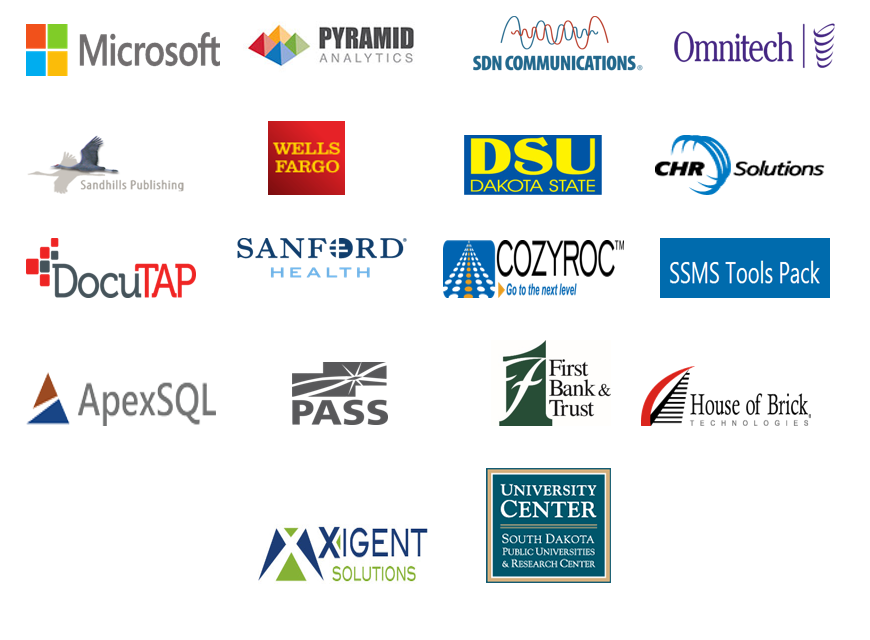 Microsoft
PYRAMID
ANALYTICS
SDN COMMUNICATIONS®
Omnitech
Sandhills Publishing
WELLS
FARGO
DSU
DAKOTA STATE
CHR Solutions
DocuTAP
SANFORD®
HEALTH
COZYROC™
Go to the next level
SSMS Tools Pack
ApexSQL
PASS
1
First
Bank &
Trust
House of Brick
TECHNOLOGIES
XIGENT
SOLUTIONS
UNIVERSITY
CENTER
SOUTH DAKOTA
PUBLIC UNIVERSITIES
& RESEARCH CENTER